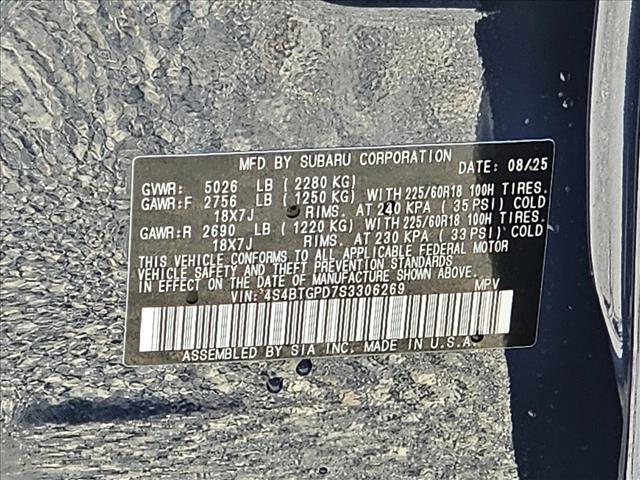 MFD BY SUBARU CORPORATION DATE: 08/25
GVWR: 5026 LB (2280 KG)
GAWR:F 2756 LB (1250 KG) WITH 225/60R18 100H TIRES.
18X7J RIMS. AT 240 KPA (35 PSI) COLD
GAWR:R 2690 LB (1220 KG) WITH 225/60R18 100H TIRES.
18X7J RIMS. AT 230 KPA (33 PSI) COLD
THIS VEHICLE CONFORMS TO ALL APPLICABLE FEDERAL MOTOR
VEHICLE SAFETY AND THEFT PREVENTION STANDARDS
IN EFFECT ON THE DATE OF MANUFACTURE SHOWN ABOVE.
VIN: 4S4BTGPD7S3306269 MPV
ASSEMBLED BY SIA INC. MADE IN U.S.A.